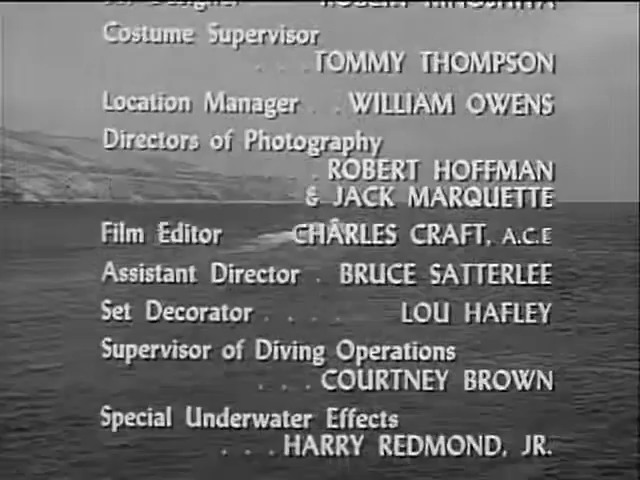 Costume Supervisor
. . . TOMMY THOMPSON
Location Manager . . WILLIAM OWENS
Directors of Photography
. . ROBERT HOFFMAN
& JACK MARQUETTE
Film Editor CHARLES CRAFT, A.C.E
Assistant Director . BRUCE SATTERLEE
Set Decorator . . . . LOU HAFLEY
Supervisor of Diving Operations
. . . COURTNEY BROWN
Special Underwater Effects
. . . HARRY REDMOND, JR.